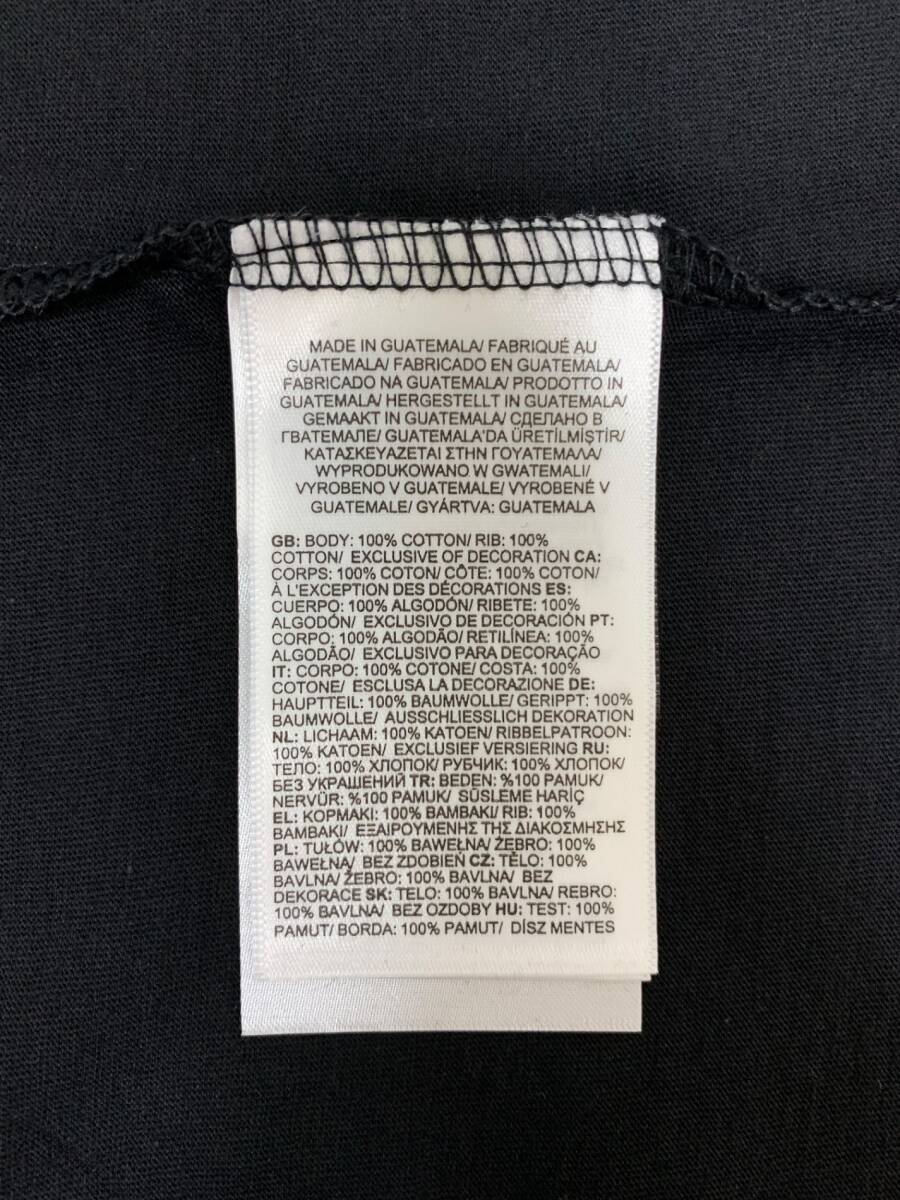 MADE IN GUATEMALA/ FABRIQUÉ AU
GUATEMALA/ FABRICADO EN GUATEMALA/
FABRICADO NA GUATEMALA/ PRODOTTO IN
GUATEMALA/ HERGESTELLT IN GUATEMALA/
GEMAAKT IN GUATEMALA/ СДЕЛАНО В
ГВАТЕМАЛЕ/ GUATEMALA'DA ÜRETİLMİŞTİR/
ΚΑΤΑΣΚΕΥΑΖΕΤΑΙ ΣΤΗΝ ΓΟΥΑΤΕΜΑΛΑ/
WYPRODUKOWANO W GWATEMALI/
VYROBENO V GUATEMALE/ VYROBENÉ V
GUATEMALE/ GYÁRTVA: GUATEMALA
GB: BODY: 100% COTTON/ RIB: 100%
COTTON/ EXCLUSIVE OF DECORATION CA:
CORPS: 100% COTON/ CÔTE: 100% COTON/
À L'EXCEPTION DES DÉCORATIONS ES:
CUERPO: 100% ALGODÓN/ RIBETE: 100%
ALGODÓN/ EXCLUSIVO DE DECORACIÓN PT:
CORPO: 100% ALGODÃO/ RETILÍNEA: 100%
ALGODÃO/ EXCLUSIVO PARA DECORAÇÃO
IT: CORPO: 100% COTONE/ COSTA: 100%
COTONE/ ESCLUSA LA DECORAZIONE DE:
HAUPTTEIL: 100% BAUMWOLLE/ GERIPPT: 100%
BAUMWOLLE/ AUSSCHLIESSLICH DEKORATION
NL: LICHAAM: 100% KATOEN/ RIBBELPATROON:
100% KATOEN/ EXCLUSIEF VERSIERING RU:
ТЕЛО: 100% ХЛОПОК/ РУБЧИК: 100% ХЛОПОК/
БЕЗ УКРАШЕНИЙ TR: BEDEN: %100 PAMUK/
NERVÜR: %100 PAMUK/ SÜSLEME HARİÇ
EL: ΚΟΡΜΑΚΙ: 100% ΒΑΜΒΑΚΙ/ RIB: 100%
ΒΑΜΒΑΚΙ/ ΕΞΑΙΡΟΥΜΕΝΗΣ ΤΗΣ ΔΙΑΚΟΣΜΗΣΗΣ
PL: TUŁÓW: 100% BAWEŁNA/ ŻEBRO: 100%
BAWEŁNA/ BEZ ZDOBIEŃ CZ: TĚLO: 100%
BAVLNA/ ŽEBRO: 100% BAVLNA/ BEZ
DEKORACE SK: TELO: 100% BAVLNA/ REBRO:
100% BAVLNA/ BEZ OZDOBY HU: TEST: 100%
PAMUT/ BORDA: 100% PAMUT/ DÍSZ MENTES